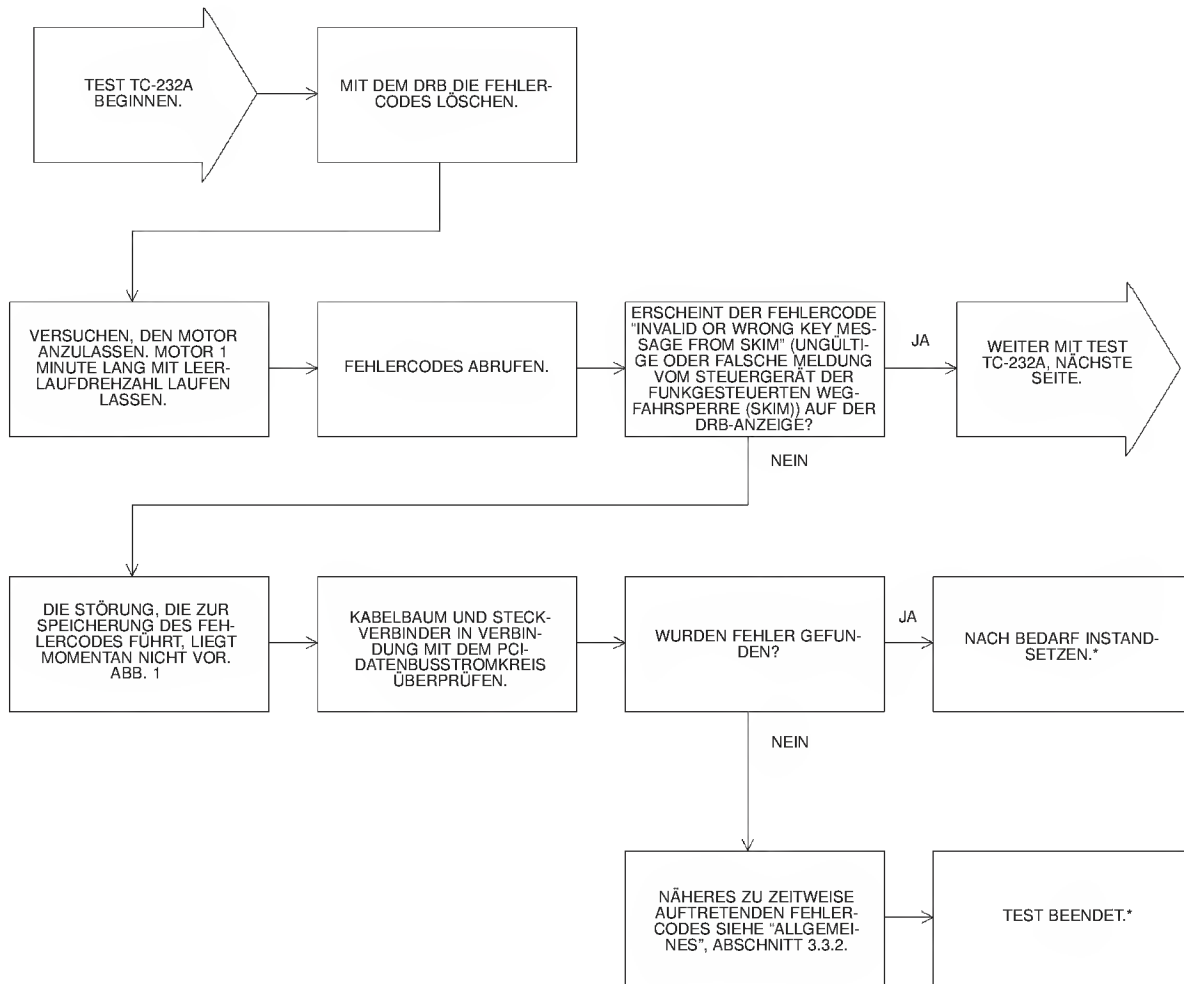 TEST TC-232A
BEGINNEN.
MIT DEM DRB DIE FEHLER-
CODES LÖSCHEN.
VERSUCHEN, DEN MOTOR
ANZULASSEN. MOTOR 1
MINUTE LANG MIT LEER-
LAUFDREHZAHL LAUFEN
LASSEN.
FEHLERCODES ABRUFEN.
ERSCHEINT DER FEHLERCODE
"INVALID OR WRONG KEY MES-
SAGE FROM SKIM" (UNGÜLTI-
GE ODER FALSCHE MELDUNG
VOM STEUERGERÄT DER
FUNKGESTEUERTEN WEG-
FAHRSPERRE (SKIM)) AUF DER
DRB-ANZEIGE?
JA
WEITER MIT TEST
TC-232A, NÄCHSTE
SEITE.
NEIN
DIE STÖRUNG, DIE ZUR
SPEICHERUNG DES FEH-
LERCODES FÜHRT, LIEGT
MOMENTAN NICHT VOR.
ABB. 1
KABELBAUM UND STECK-
VERBINDER IN VERBIN-
DUNG MIT DEM PCI-
DATENBUSSTROMKREIS
ÜBERPRÜFEN.
WURDEN FEHLER GEFUN-
DEN?
JA
NACH BEDARF INSTAND-
SETZEN.*
NEIN
NÄHERES ZU ZEITWEISE
AUFTRETENDEN FEHLER-
CODES SIEHE "ALLGEMEI-
NES", ABSCHNITT 3.3.2.
TEST BEENDET.*